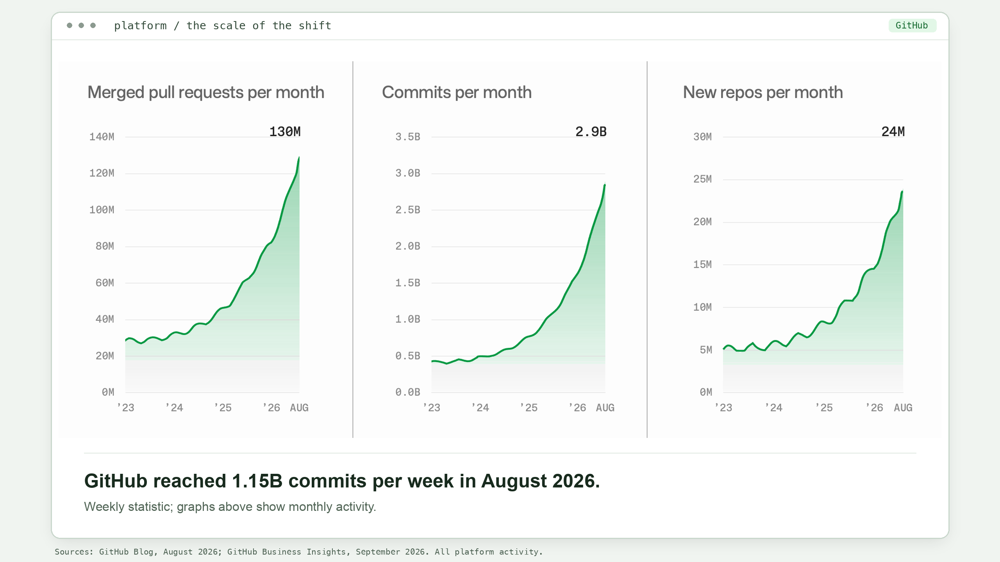 platform / the scale of the shift
GitHub
Merged pull requests per month
130M
140M
120M
100M
80M
60M
40M
20M
0M
’23 ’24 ’25 ’26 AUG
Commits per month
2.9B
3.5B
3.0B
2.5B
2.0B
1.5B
1.0B
0.5B
0.0B
’23 ’24 ’25 ’26 AUG
New repos per month
24M
30M
25M
20M
15M
10M
5M
0M
’23 ’24 ’25 ’26 AUG
GitHub reached 1.15B commits per week in August 2026.
Weekly statistic; graphs above show monthly activity.
Sources: GitHub Blog, August 2026; GitHub Business Insights, September 2026. All platform activity.